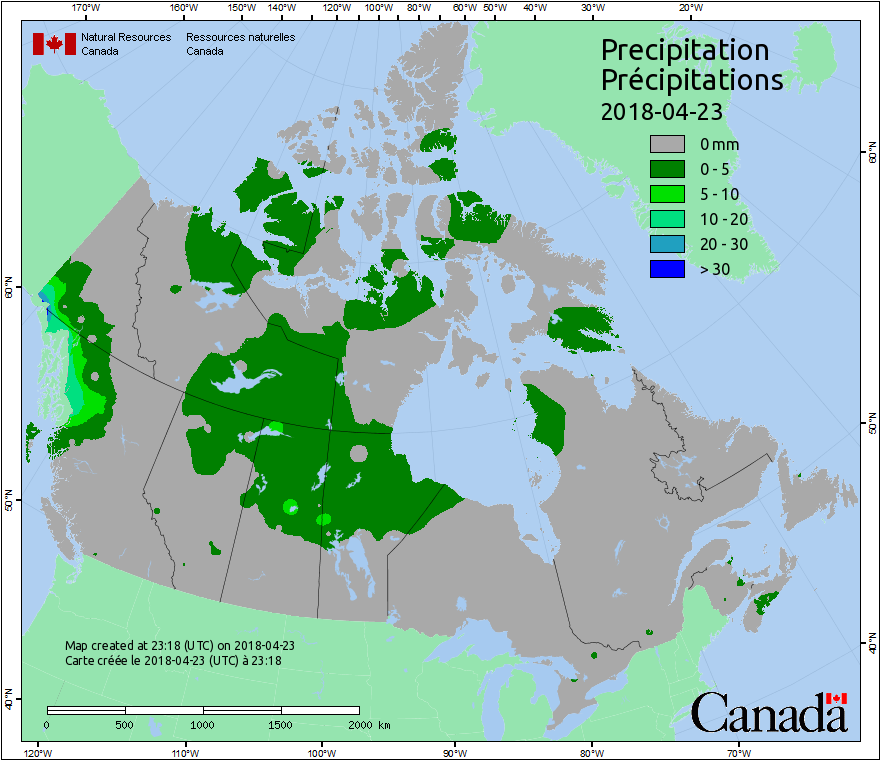 170°W 160°W 150°W 140°W 130°W 120°W 110°W 100°W 90°W 80°W 70°W 60°W 50°W 40°W 30°W 20°W
Natural Resources Canada
Ressources naturelles Canada
Precipitation
Précipitations
2018-04-23
0 mm
0 - 5
5 - 10
10 - 20
20 - 30
> 30
60°N
60°N
50°N
50°N
40°N
40°N
Map created at 23:18 (UTC) on 2018-04-23
Carte créée le 2018-04-23 (UTC) à 23:18
0 500 1000 1500 2000 km
Canada
120°W 110°W 100°W 90°W 80°W 70°W